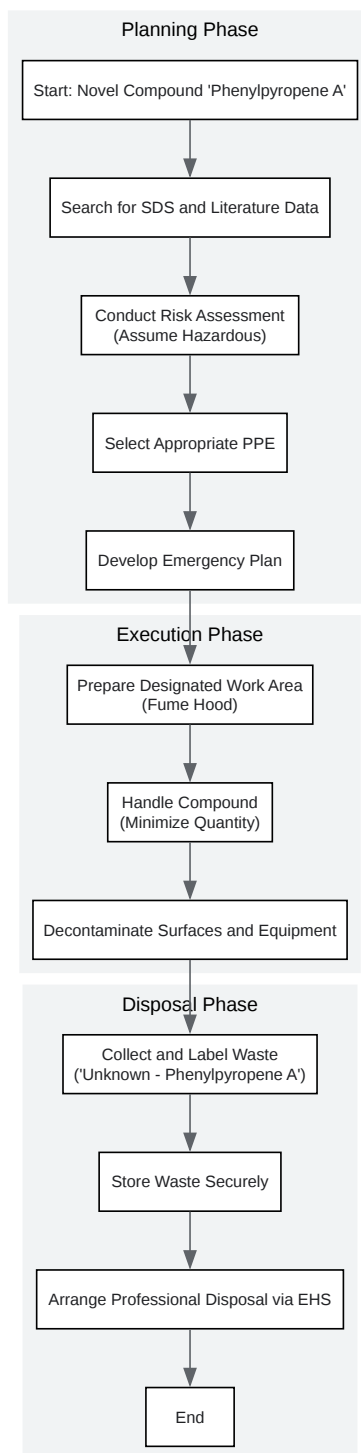 Planning Phase
Start: Novel Compound 'Phenylpyropene A'
Search for SDS and Literature Data
Conduct Risk Assessment
(Assume Hazardous)
Select Appropriate PPE
Develop Emergency Plan
Execution Phase
Prepare Designated Work Area
(Fume Hood)
Handle Compound
(Minimize Quantity)
Decontaminate Surfaces and Equipment
Disposal Phase
Collect and Label Waste
('Unknown - Phenylpyropene A')
Store Waste Securely
Arrange Professional Disposal via EHS
End